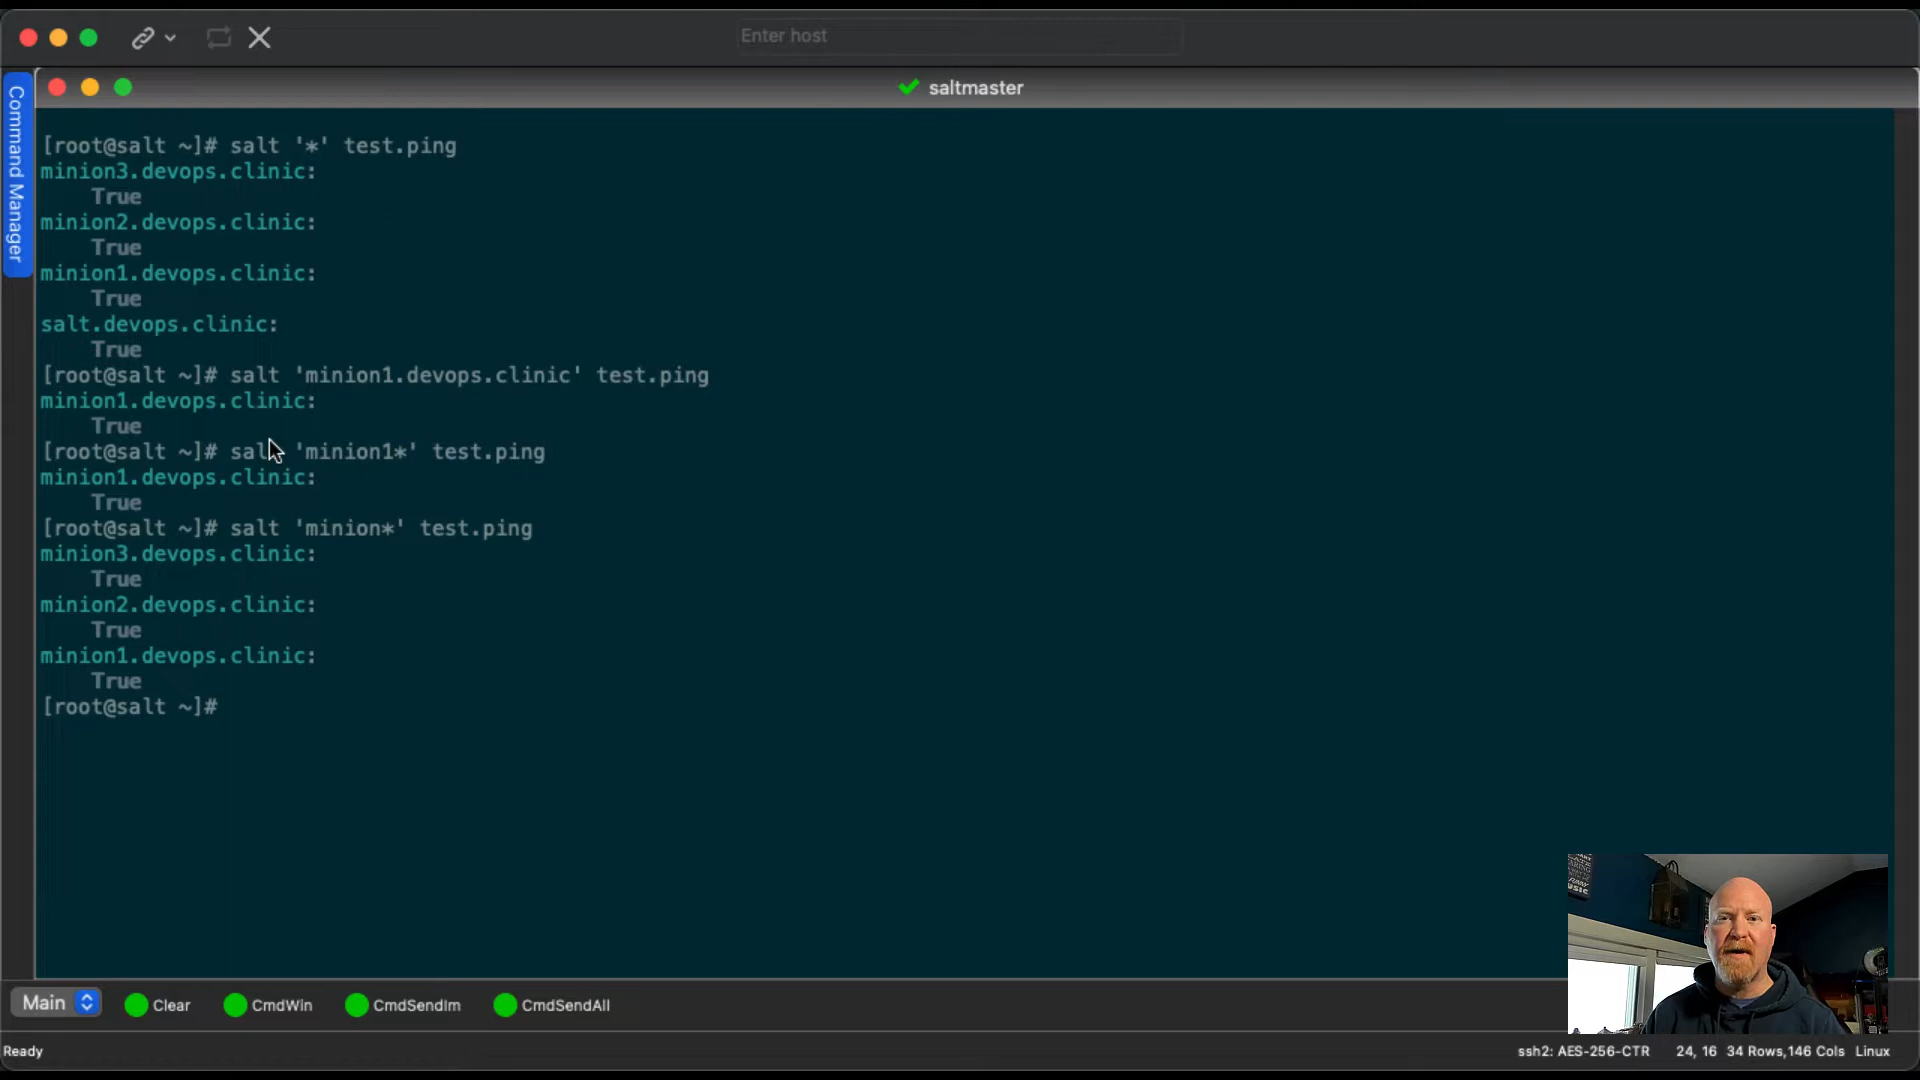 Enter host
Command Manager
saltmaster
[root@salt ~]# salt '*' test.ping
minion3.devops.clinic:
True
minion2.devops.clinic:
True
minion1.devops.clinic:
True
salt.devops.clinic:
True
[root@salt ~]# salt 'minion1.devops.clinic' test.ping
minion1.devops.clinic:
True
[root@salt ~]# salt 'minion1*' test.ping
minion1.devops.clinic:
True
[root@salt ~]# salt 'minion*' test.ping
minion3.devops.clinic:
True
minion2.devops.clinic:
True
minion1.devops.clinic:
True
[root@salt ~]#
MUSIC
Main Clear CmdWin CmdSendIm CmdSendAll
Ready ssh2: AES-256-CTR 24, 16 34 Rows,146 Cols Linux